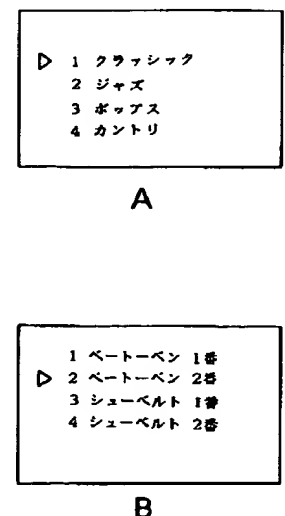 ▷ 1 クラッシック
2 ジャズ
3 ポップス
4 カントリ
A
1 ベートーベン 1番
▷ 2 ベートーベン 2番
3 シューベルト 1番
4 シューベルト 2番
B